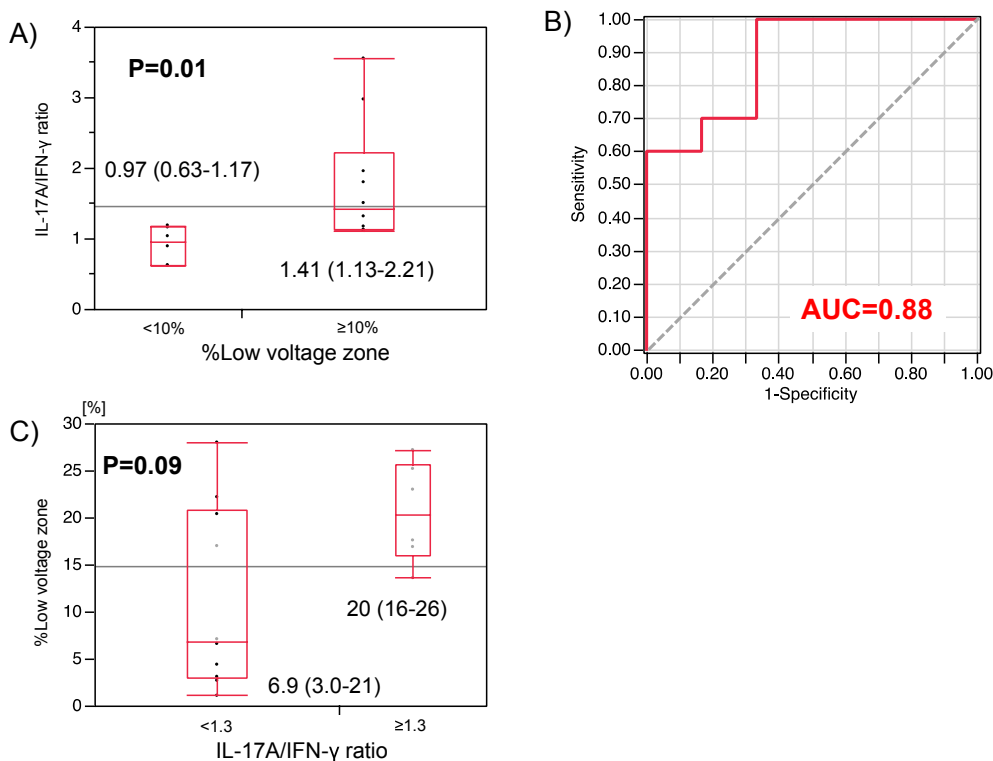 A)
P=0.01
IL-17A/IFN-γ ratio
4
3
2
1
0
0.97 (0.63-1.17)
1.41 (1.13-2.21)
<10%
≥10%
%Low voltage zone
B)
Sensitivity
1.00
0.90
0.80
0.70
0.60
0.50
0.40
0.30
0.20
0.10
0.00
AUC=0.88
0.00 0.20 0.40 0.60 0.80 1.00
1-Specificity
C)
[%]
P=0.09
%Low voltage zone
30
25
20
15
10
5
0
20 (16-26)
6.9 (3.0-21)
<1.3
≥1.3
IL-17A/IFN-γ ratio